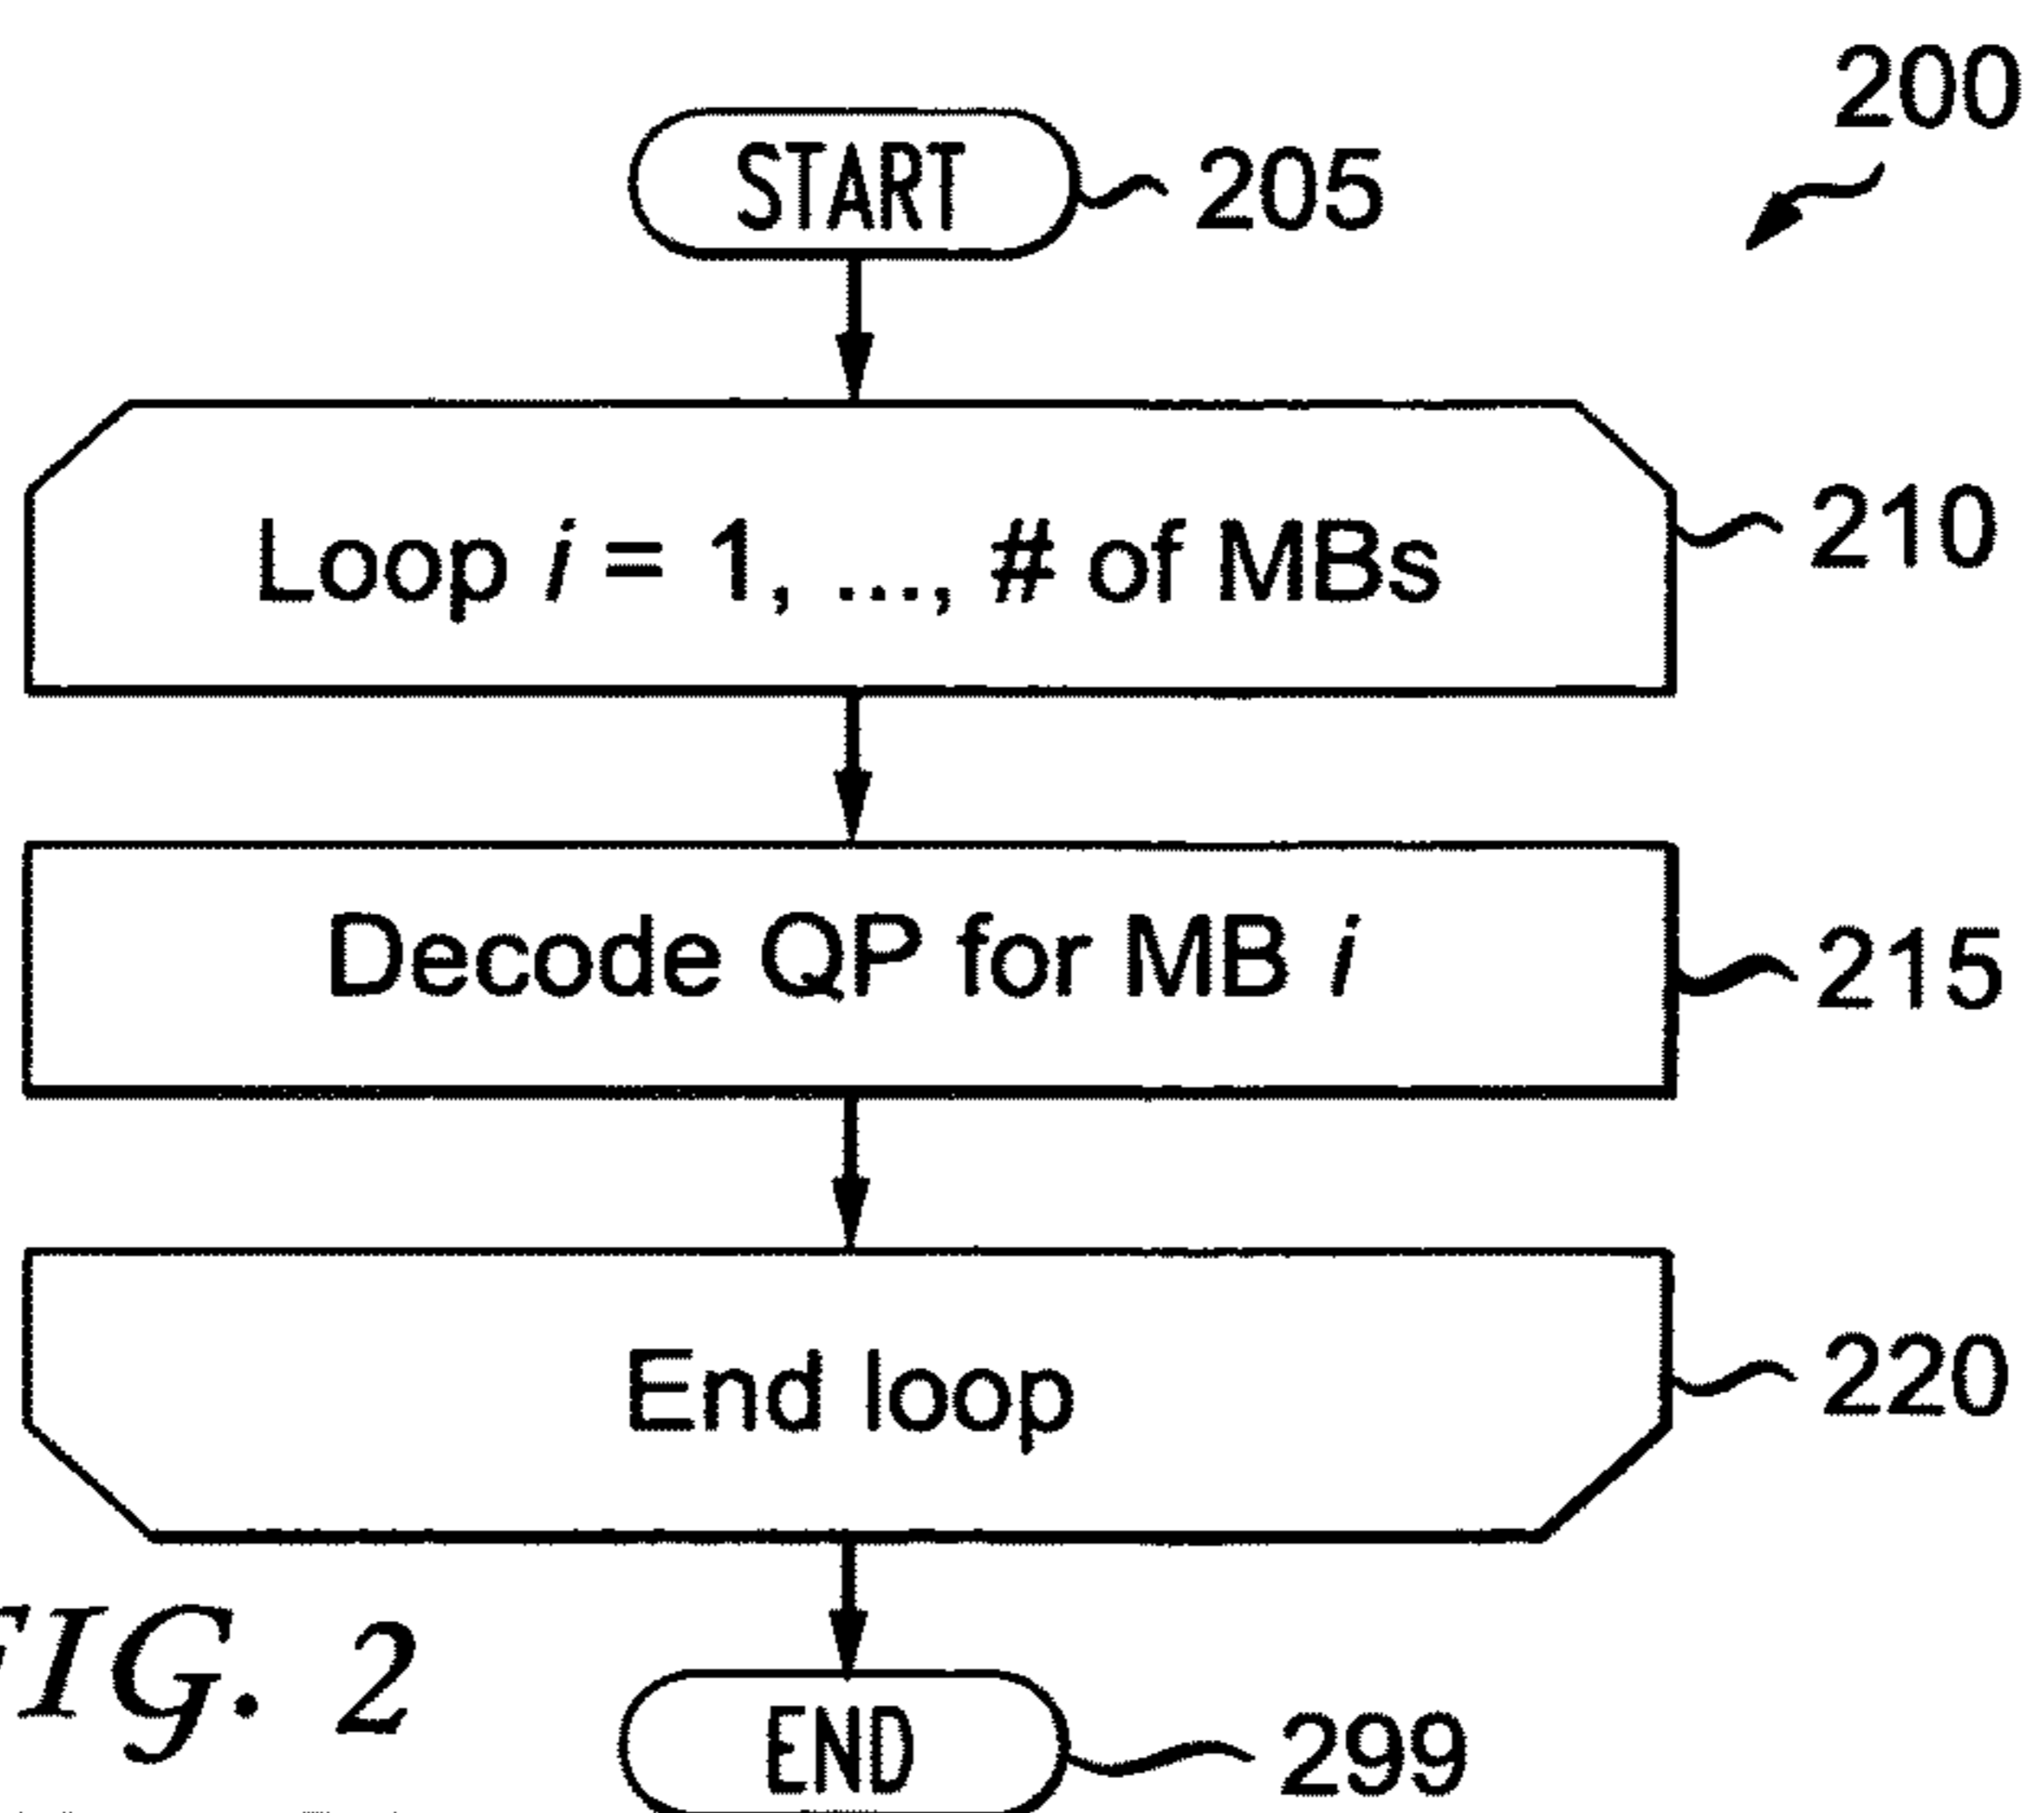 200
START 205
Loop i = 1, ..., # of MBs 210
Decode QP for MB i 215
End loop 220
FIG. 2
END 299